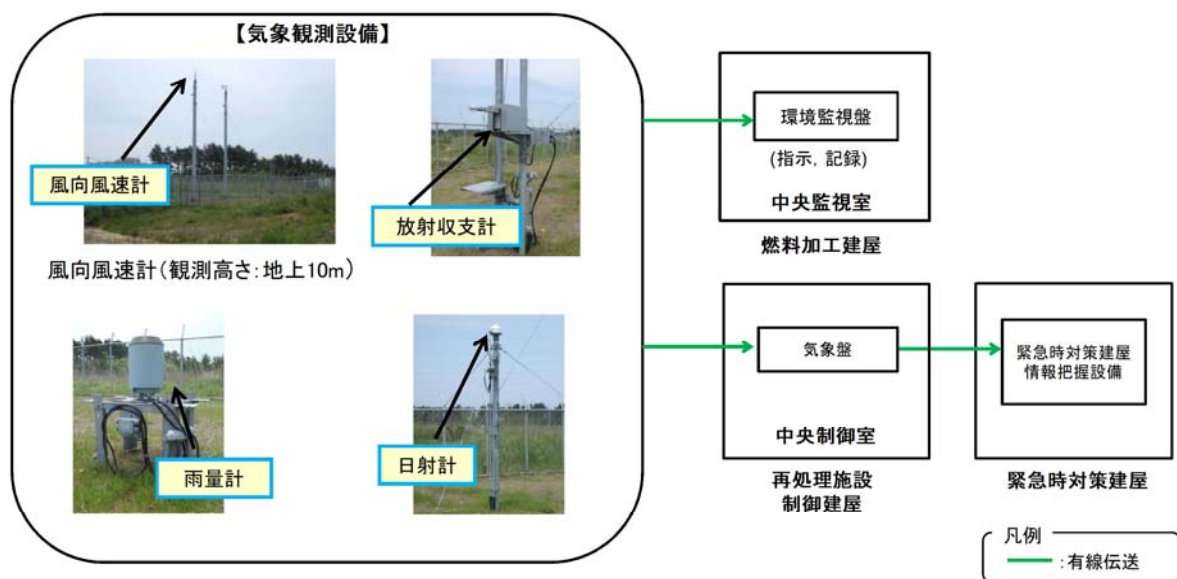 【気象観測設備】
風向風速計
放射収支計
風向風速計(観測高さ:地上10m)
雨量計
日射計
環境監視盤
(指示, 記録)
中央監視室
燃料加工建屋
気象盤
中央制御室
再処理施設
制御建屋
緊急時対策建屋
情報把握設備
緊急時対策建屋
凡例
:有線伝送